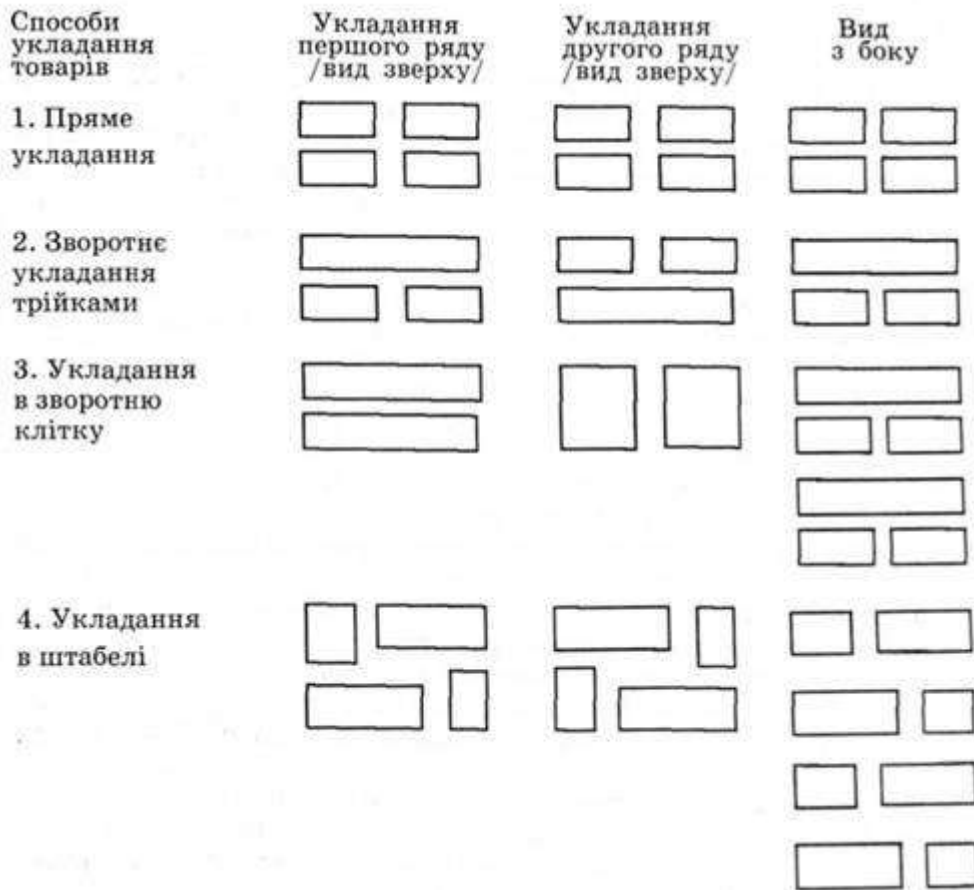 Способи
укладання
товарів
Укладання
першого ряду
/вид зверху/
Укладання
другого ряду
/вид зверху/
Вид
з боку
1. Пряме
укладання
2. Зворотнє
укладання
трійками
3. Укладання
в зворотню
клітку
4. Укладання
в штабелі